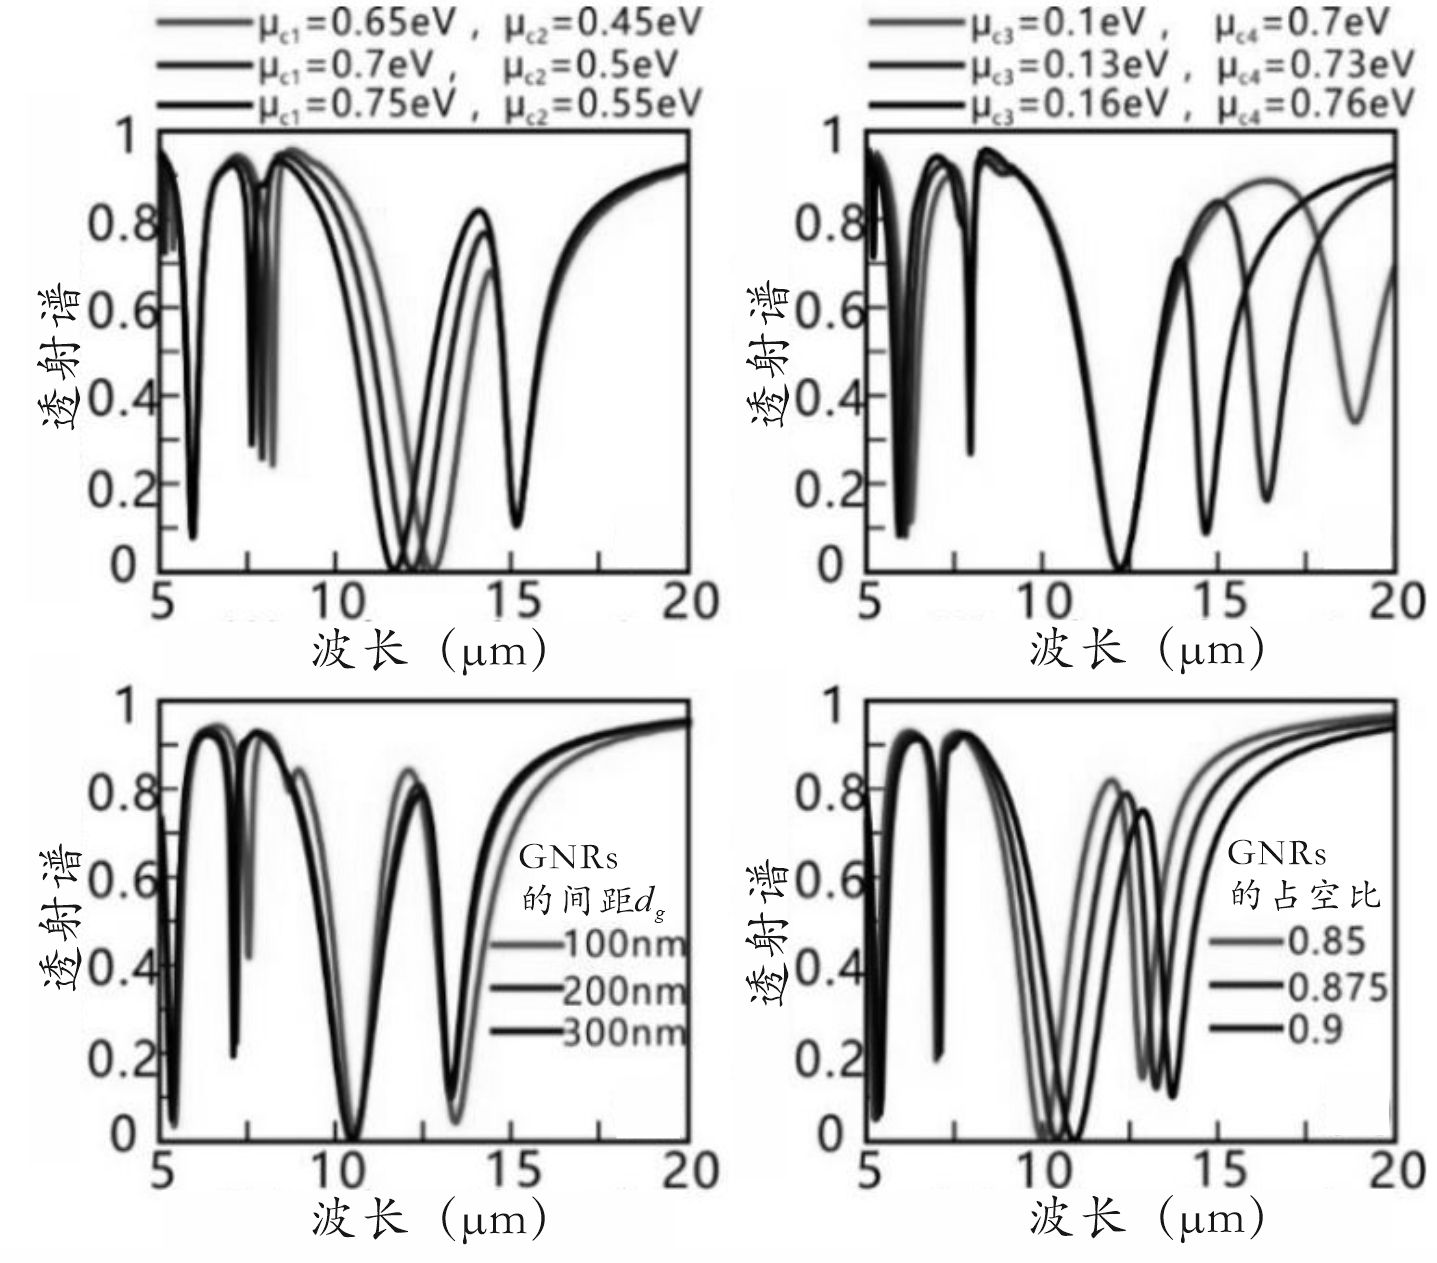 μc1=0.65eV , μc2=0.45eV
μc1=0.7eV , μc2=0.5eV
μc1=0.75eV , μc2=0.55eV
1
0.8
0.6
0.4
0.2
0
透射谱
5 10 15 20
波长 (μm)
μc3=0.1eV , μc4=0.7eV
μc3=0.13eV , μc4=0.73eV
μc3=0.16eV , μc4=0.76eV
1
0.8
0.6
0.4
0.2
0
透射谱
5 10 15 20
波长 (μm)
1
0.8
0.6
0.4
0.2
0
透射谱
GNRs
的间距dg
100nm
200nm
300nm
5 10 15 20
波长 (μm)
1
0.8
0.6
0.4
0.2
0
透射谱
GNRs
的占空比
0.85
0.875
0.9
5 10 15 20
波长 (μm)